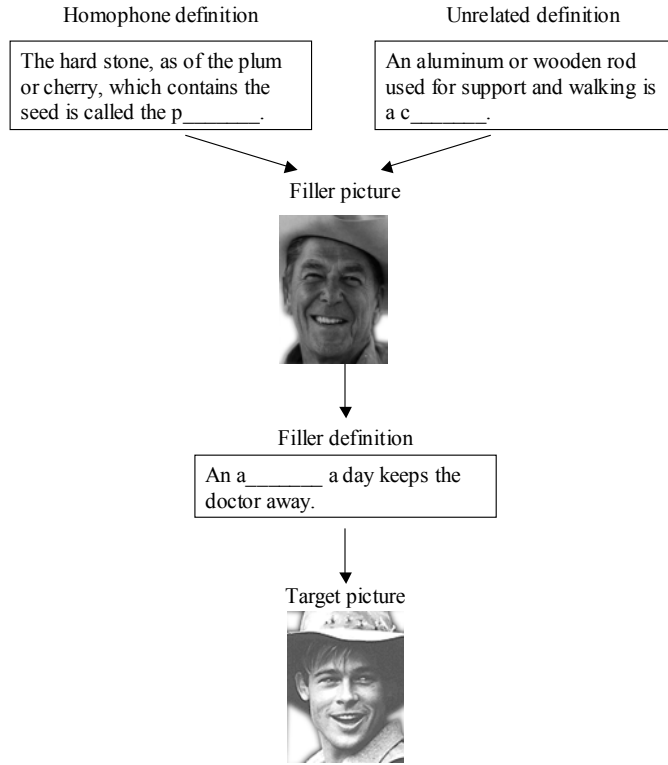 Homophone definition
Unrelated definition
The hard stone, as of the plum
or cherry, which contains the
seed is called the p_______.
An aluminum or wooden rod
used for support and walking is
a c_______.
Filler picture
Filler definition
An a_______ a day keeps the
doctor away.
Target picture